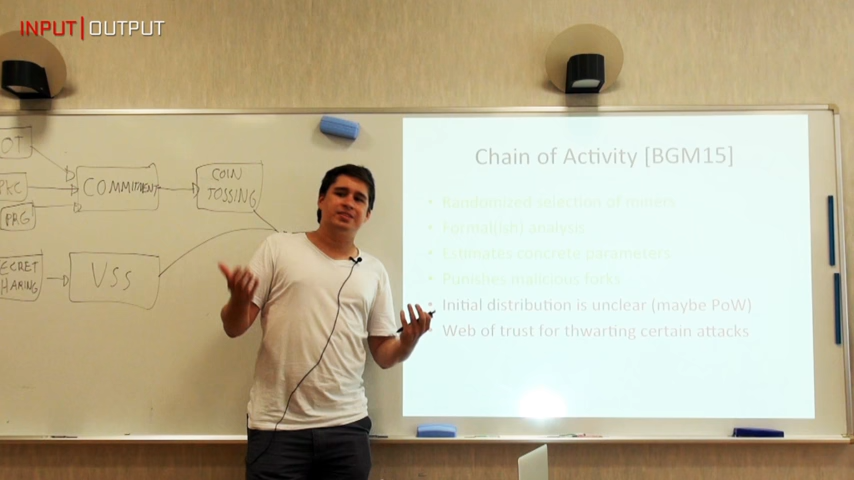 INPUT|OUTPUT
OT
COMMITMENT
COIN
TOSSING
PKC
PRG
ECRET
HARING
VSS
Chain of Activity [BGM15]
• Randomized selection of miners
• Formal(ish) analysis
• Estimates concrete parameters
• Punishes malicious forks
• Initial distribution is unclear (maybe PoW)
• Web of trust for thwarting certain attacks